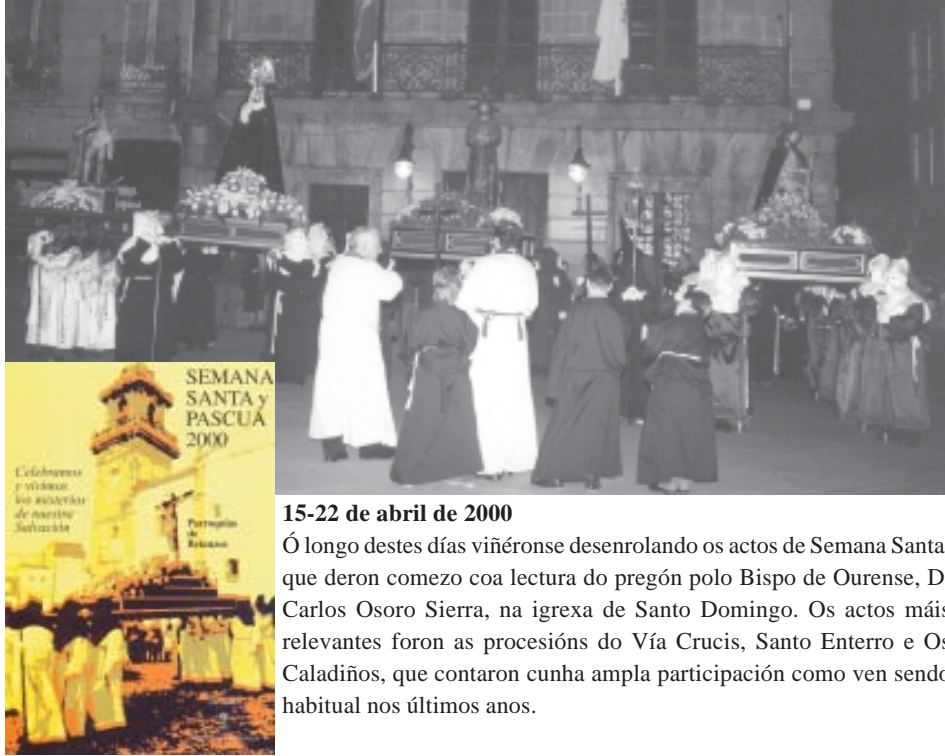 SEMANA
SANTA y
PASCUA
2000
Celebramos
y vivimos
los misterios
de nuestra
Salvación
Parroquias
de
Betanzos
15-22 de abril de 2000
Ó longo destes días viñéronse desenrolando os actos de Semana Santa
que deron comezo coa lectura do pregón polo Bispo de Ourense, D
Carlos Osoro Sierra, na igrexa de Santo Domingo. Os actos máis
relevantes foron as procesións do Vía Crucis, Santo Enterro e Os
Caladiños, que contaron cunha ampla participación como ven sendo
habitual nos últimos anos.